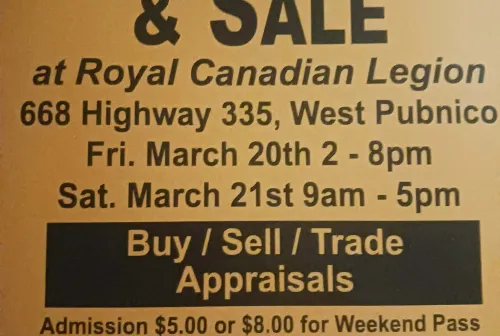 & SALE
at Royal Canadian Legion
668 Highway 335, West Pubnico
Fri. March 20th 2 - 8pm
Sat. March 21st 9am - 5pm
Buy / Sell / Trade
Appraisals
Admission $5.00 or $8.00 for Weekend Pass